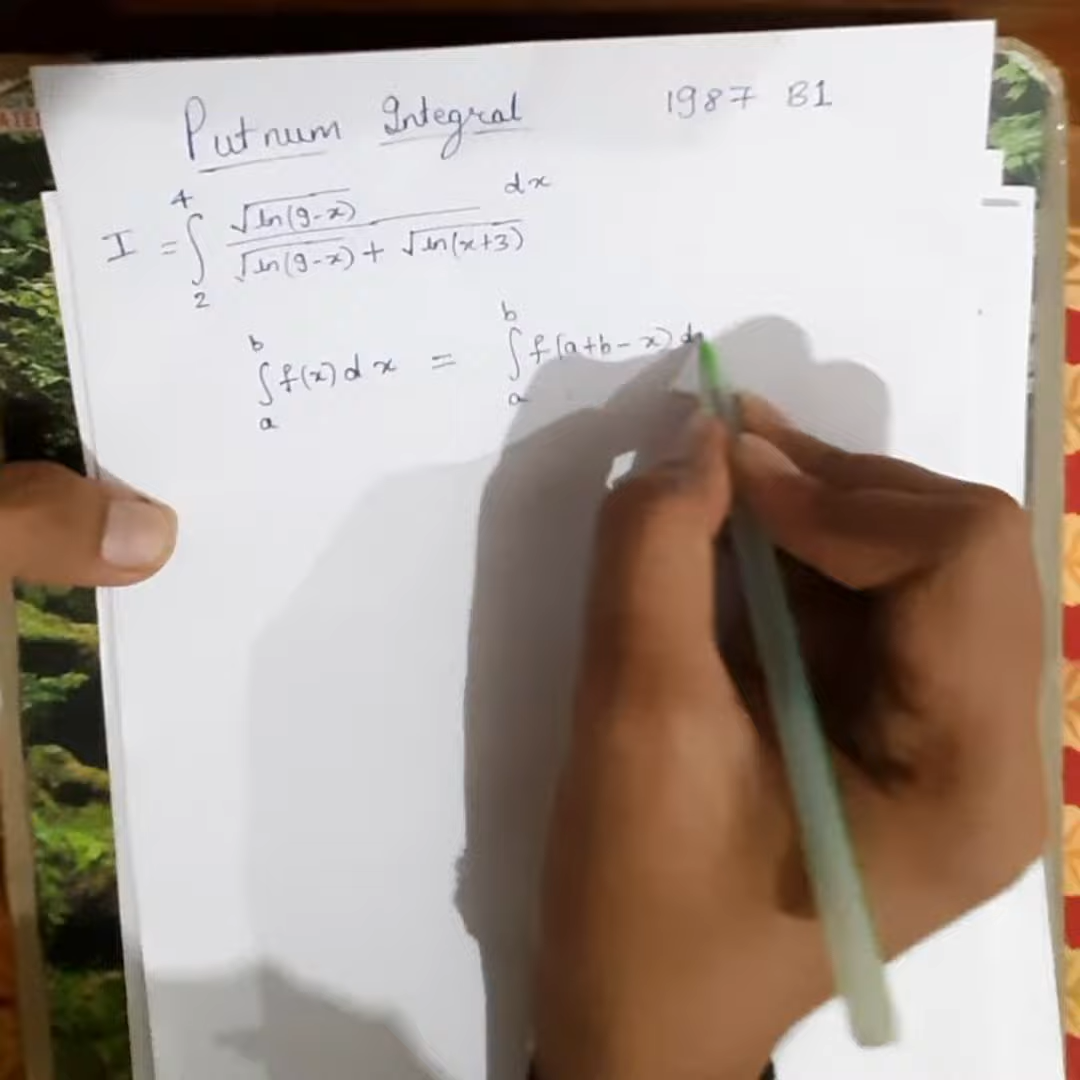 Putnum Integral 1987 B1
I = ∫₂⁴ √ln(9-x) / (√ln(9-x) + √ln(x+3)) dx
∫ₐᵇ f(x) dx = ∫ₐᵇ f(a+b-x) d